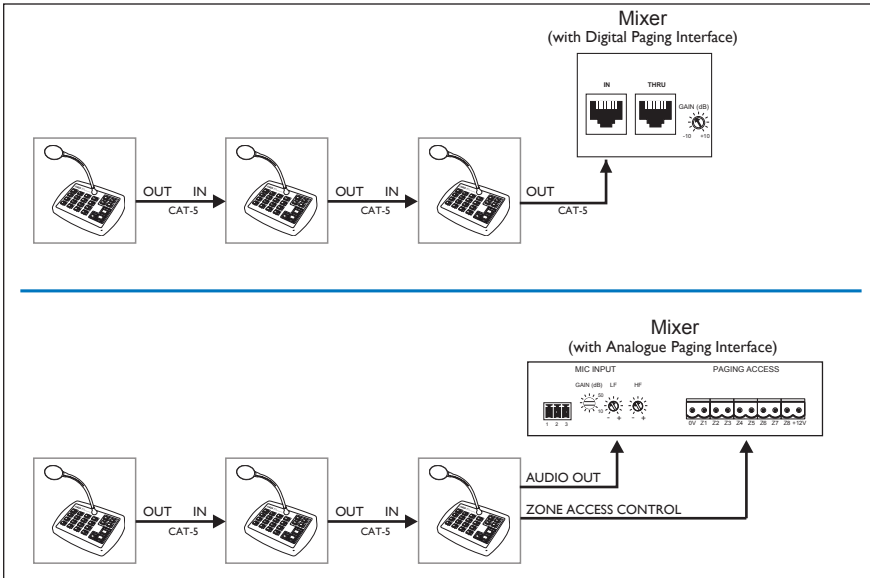 Mixer
(with Digital Paging Interface)
IN THRU
GAIN (dB)
-10 +10
OUT IN OUT IN OUT
CAT-5 CAT-5 CAT-5
Mixer
(with Analogue Paging Interface)
MIC INPUT PAGING ACCESS
GAIN (dB) LF HF
50
10
- + - +
1 2 3
0V Z1 Z2 Z3 Z4 Z5 Z6 Z7 Z8 +12V
AUDIO OUT
OUT IN OUT IN ZONE ACCESS CONTROL
CAT-5 CAT-5